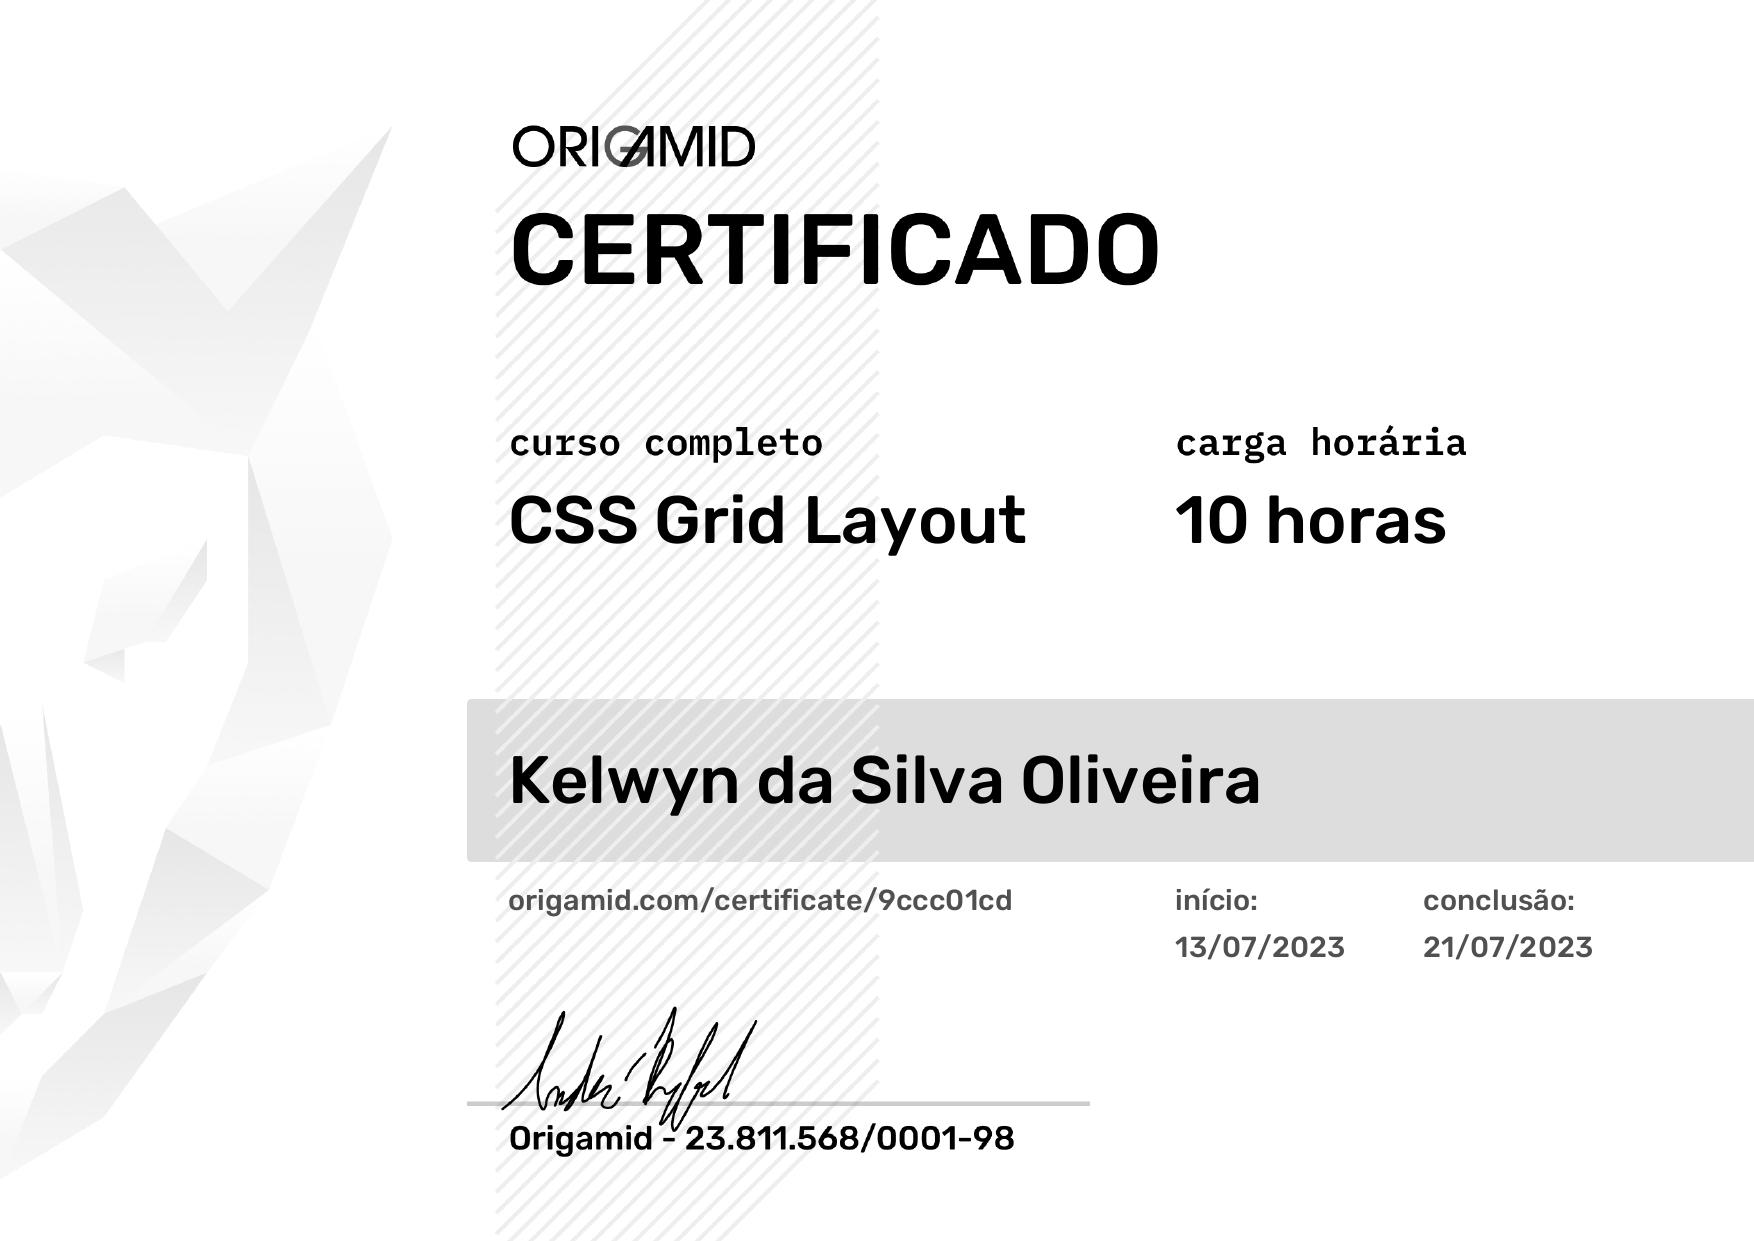 ORIGAMID
CERTIFICADO
curso completo
CSS Grid Layout
carga horária
10 horas
Kelwyn da Silva Oliveira
origamid.com/certificate/9ccc01cd
início:
13/07/2023
conclusão:
21/07/2023
Origamid - 23.811.568/0001-98